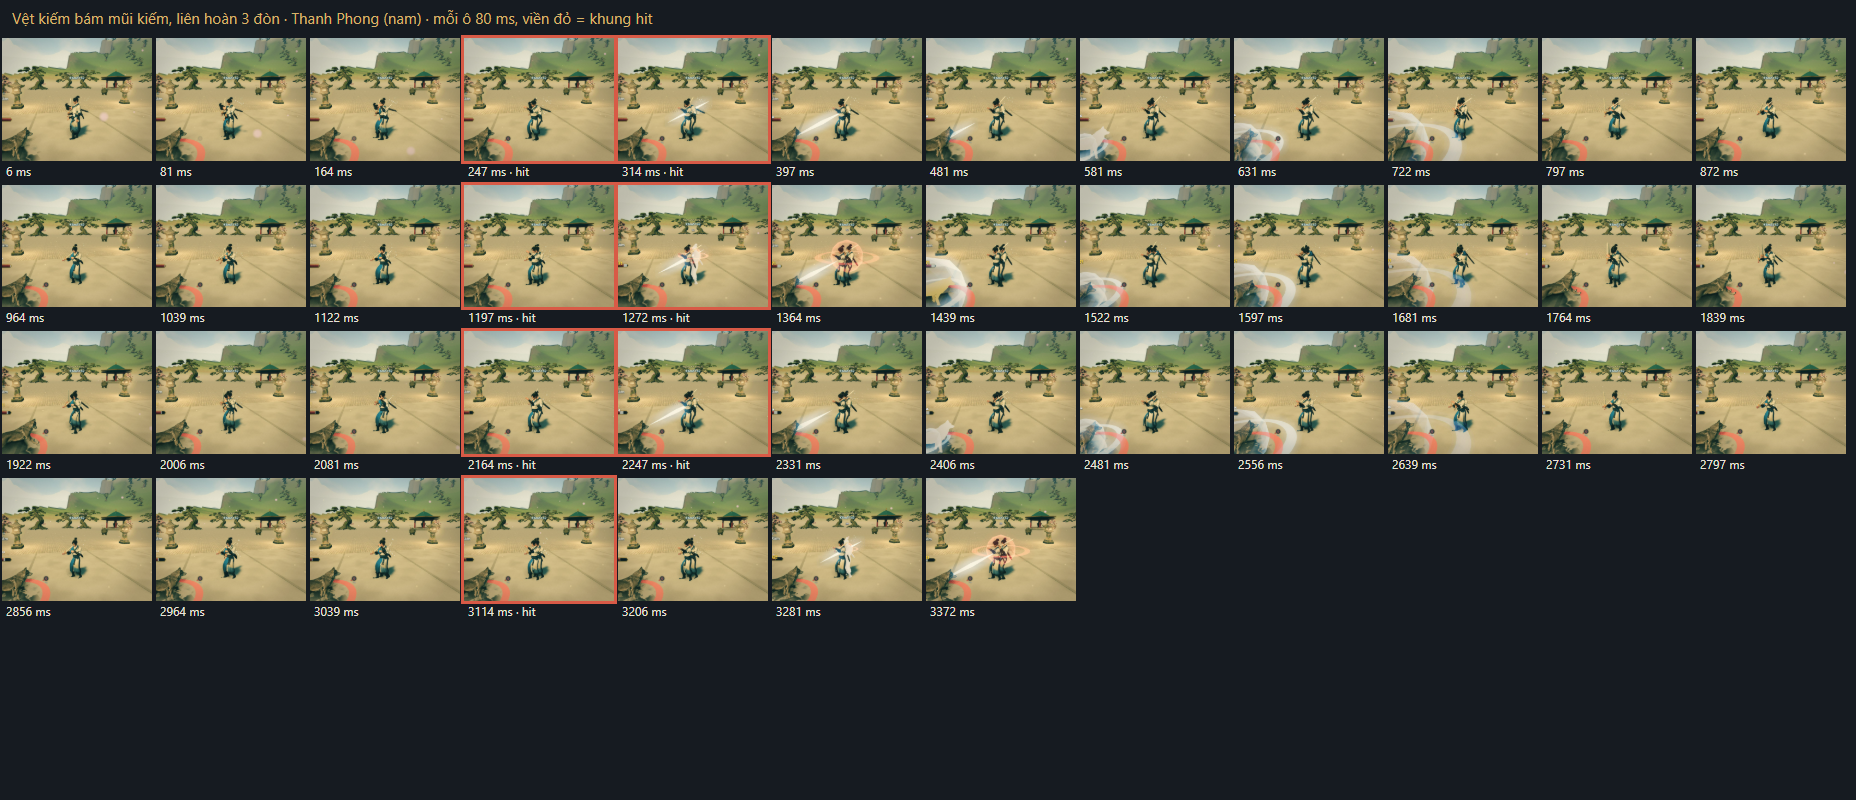 Vệt kiếm bám mũi kiếm, liên hoàn 3 đòn · Thanh Phong (nam) · mỗi ô 80 ms, viền đỏ = khung hit
6 ms 81 ms 164 ms 247 ms · hit 314 ms · hit 397 ms 481 ms 581 ms 631 ms 722 ms 797 ms 872 ms
964 ms 1039 ms 1122 ms 1197 ms · hit 1272 ms · hit 1364 ms 1439 ms 1522 ms 1597 ms 1681 ms 1764 ms 1839 ms
1922 ms 2006 ms 2081 ms 2164 ms · hit 2247 ms · hit 2331 ms 2406 ms 2481 ms 2556 ms 2639 ms 2731 ms 2797 ms
2856 ms 2964 ms 3039 ms 3114 ms · hit 3206 ms 3281 ms 3372 ms